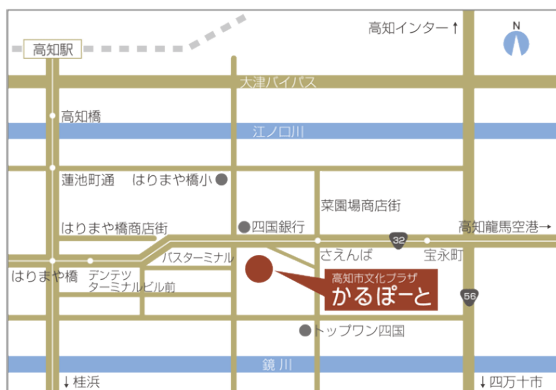 高知インター↑
N
高知駅
大津バイパス
高知橋
江ノ口川
蓮池町通
はりまや橋小
菜園場商店街
はりまや橋商店街
四国銀行
高知龍馬空港→
32
バスターミナル
さえんば
宝永町
はりまや橋
デンテツ
ターミナルビル前
高知市文化プラザ
かるぽーと
56
トップワン四国
鏡川
↓桂浜
↓四万十市